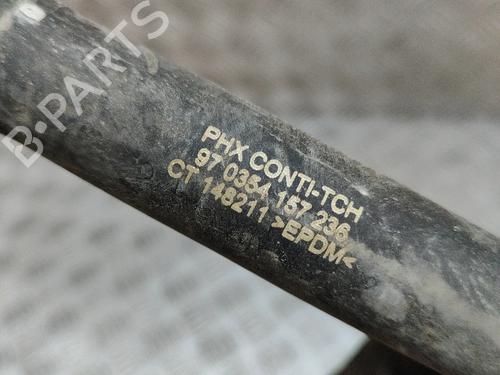 B-PARTS
PHX CONTI-TCH
97 0364 157 236
CT 148211 >EPDM<